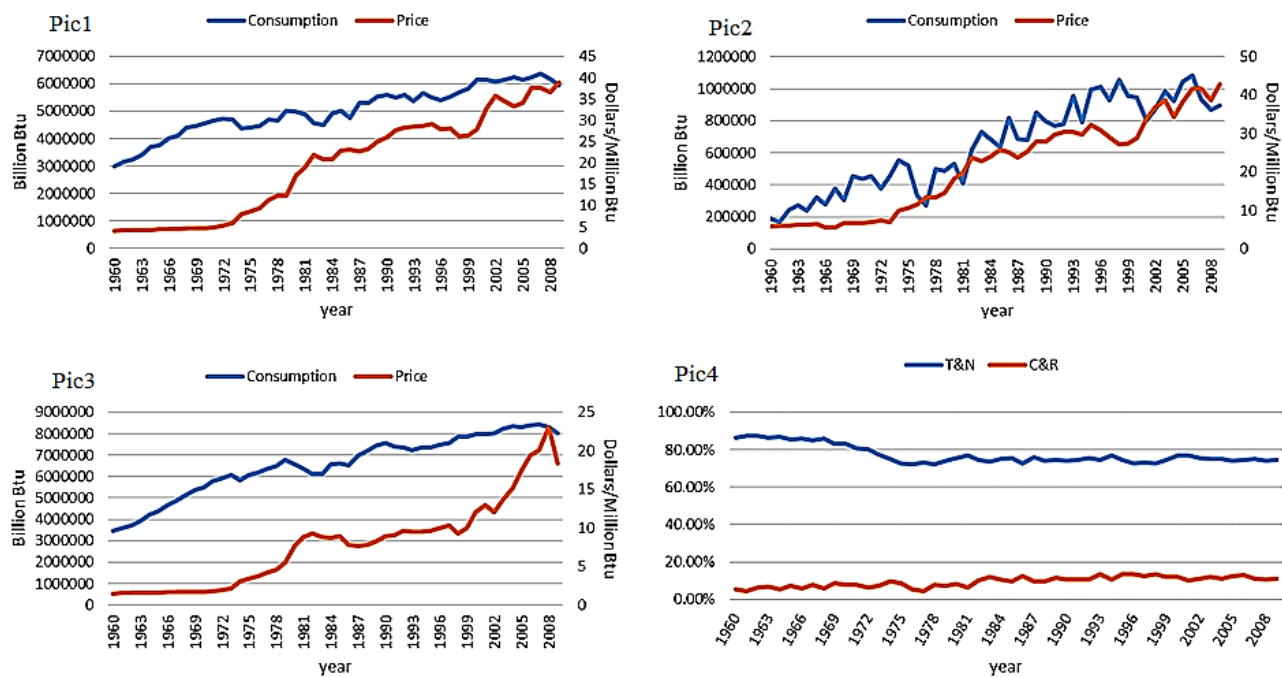 Pic1
Consumption Price
7000000
6000000
5000000
4000000
3000000
2000000
1000000
0
Billion Btu
45
40
35
30
25
20
15
10
5
0
Dollars/Million Btu
1960 1963 1966 1969 1972 1975 1978 1981 1984 1987 1990 1993 1996 1999 2002 2005 2008
year
Pic2
Consumption Price
1200000
1000000
800000
600000
400000
200000
0
Billion Btu
50
40
30
20
10
0
Dollars/Million Btu
1960 1963 1966 1969 1972 1975 1978 1981 1984 1987 1990 1993 1996 1999 2002 2005 2008
year
Pic3
Consumption Price
9000000
8000000
7000000
6000000
5000000
4000000
3000000
2000000
1000000
0
Billion Btu
25
20
15
10
5
0
Dollars/Million Btu
1960 1963 1966 1969 1972 1975 1978 1981 1984 1987 1990 1993 1996 1999 2002 2005 2008
year
Pic4
T&N C&R
100.00%
80.00%
60.00%
40.00%
20.00%
0.00%
1960 1963 1966 1969 1972 1975 1978 1981 1984 1987 1990 1993 1996 1999 2002 2005 2008
year